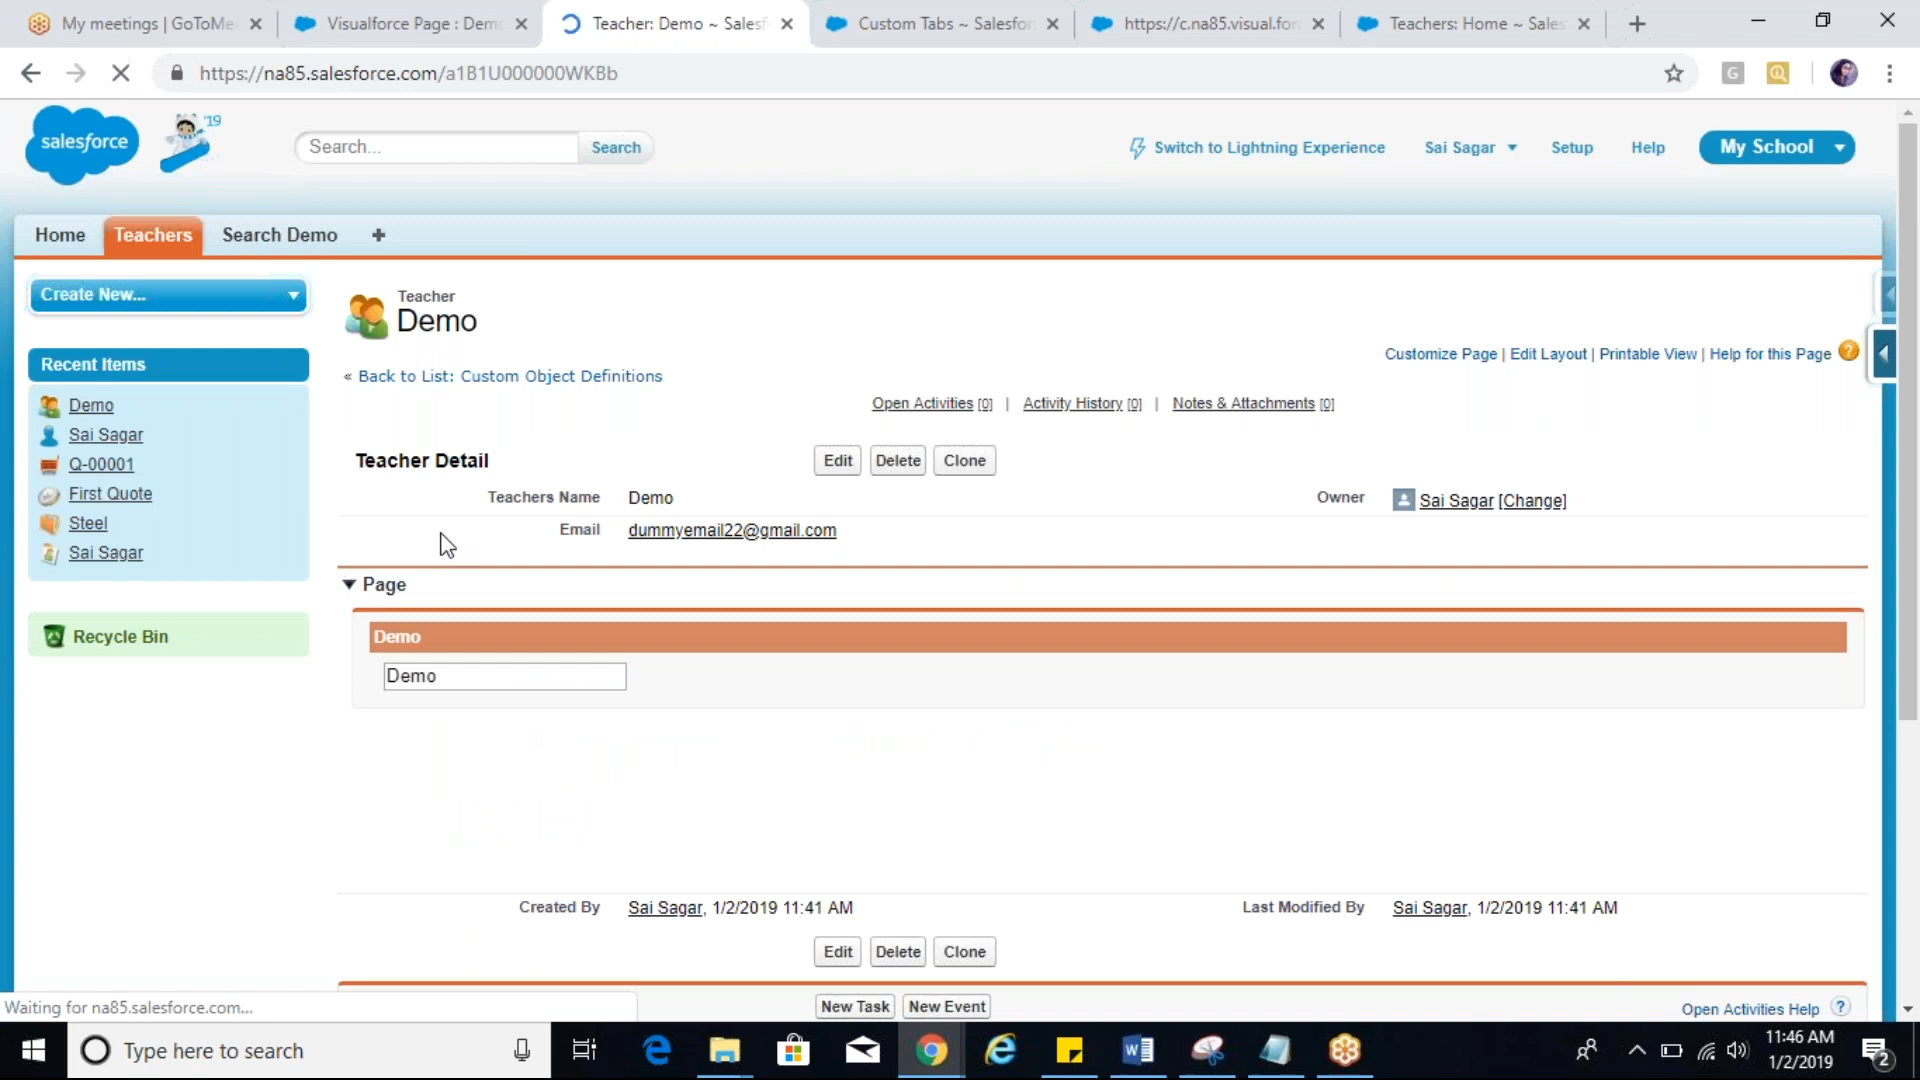 My meetings | GoToMe
Visualforce Page : Dem
Teacher: Demo ~ Salesf
Custom Tabs ~ Salesfor
https://c.na85.visual.for
Teachers: Home ~ Sales
https://na85.salesforce.com/a1B1U000000WKBb
G
salesforce
'19
Search...
Search
Switch to Lightning Experience
Sai Sagar
Setup
Help
My School
Home
Teachers
Search Demo
+
Create New...
Recent Items
Demo
Sai Sagar
Q-00001
First Quote
Steel
Sai Sagar
Recycle Bin
Teacher
Demo
Customize Page | Edit Layout | Printable View | Help for this Page ?
« Back to List: Custom Object Definitions
Open Activities [0] | Activity History [0] | Notes & Attachments [0]
Teacher Detail
Edit
Delete
Clone
Teachers Name Demo
Owner Sai Sagar [Change]
Email dummyemail22@gmail.com
Page
Demo
Demo
Created By Sai Sagar, 1/2/2019 11:41 AM
Last Modified By Sai Sagar, 1/2/2019 11:41 AM
Edit
Delete
Clone
New Task
New Event
Open Activities Help ?
Waiting for na85.salesforce.com...
Type here to search
11:46 AM
1/2/2019
2